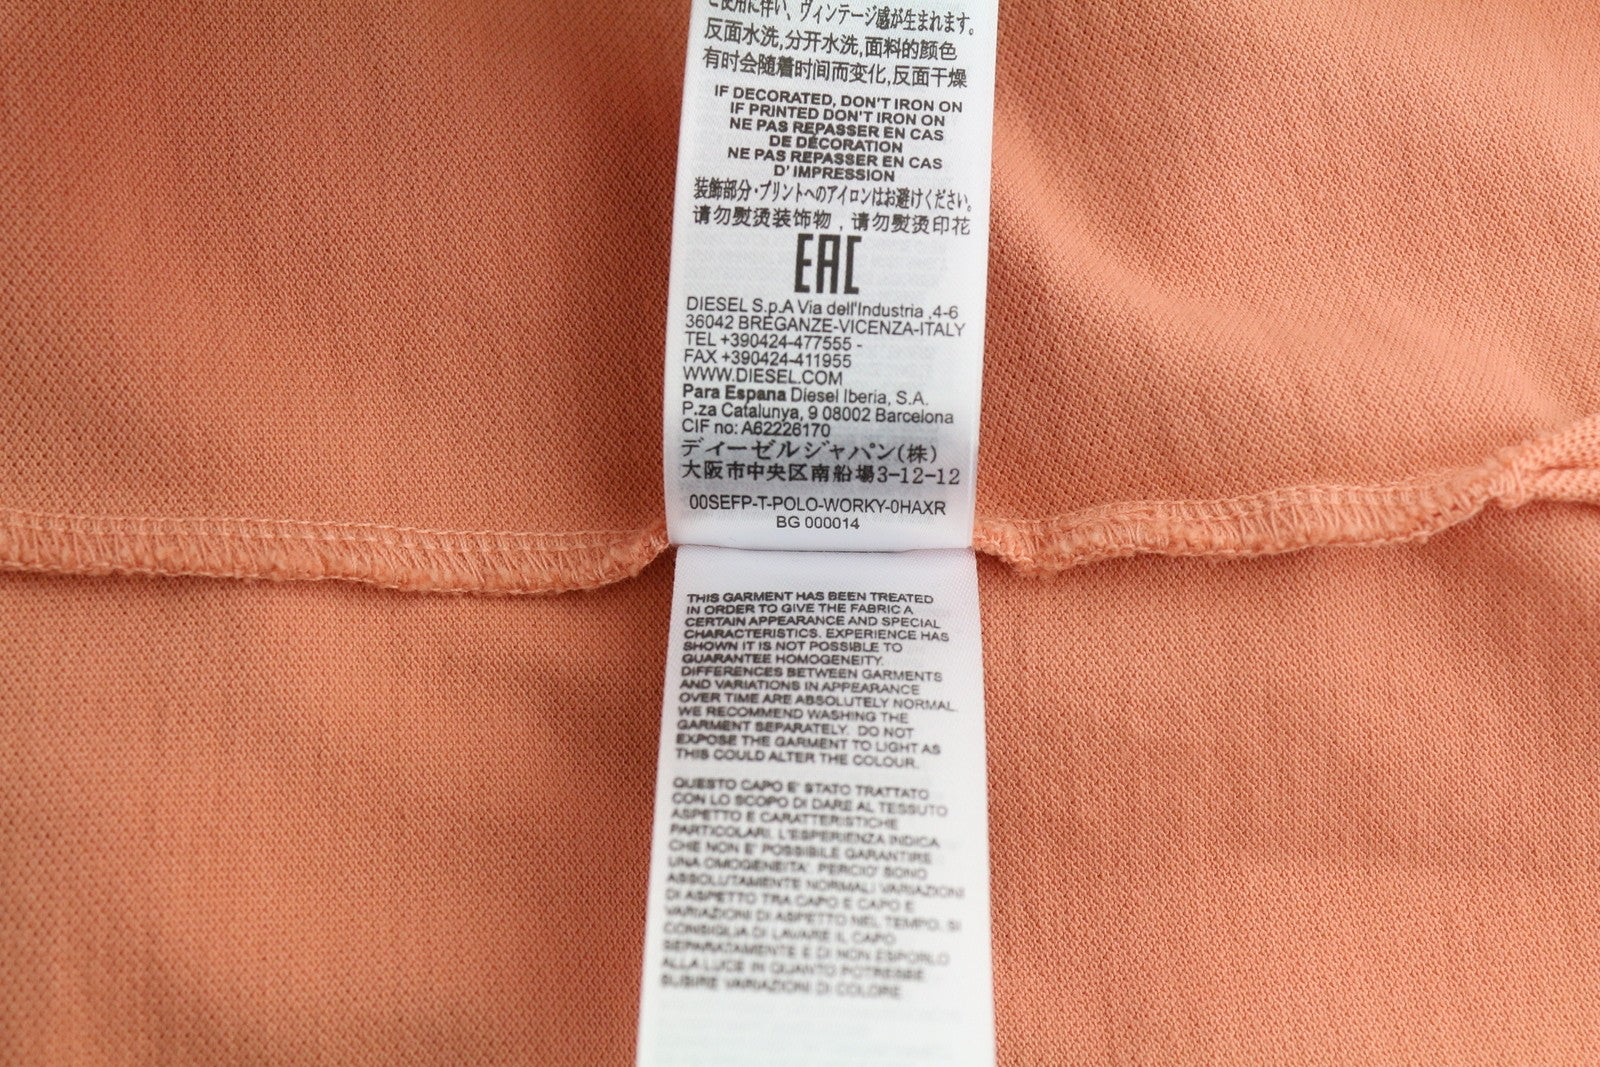 ご使用に伴い、ヴィンテージ感が生まれます。
反面水洗,分开水洗,面料的颜色
有时会随着时间而变化,反面干燥
IF DECORATED, DON'T IRON ON
IF PRINTED DON'T IRON ON
NE PAS REPASSER EN CAS
DE DÉCORATION
NE PAS REPASSER EN CAS
D' IMPRESSION
装飾部分・プリントへのアイロンはお避けください。
请勿熨烫装饰物，请勿熨烫印花
EAC
DIESEL S.p.A Via dell'Industria ,4-6
36042 BREGANZE-VICENZA-ITALY
TEL +390424-477555 -
FAX +390424-411955
WWW.DIESEL.COM
Para Espana Diesel Iberia, S.A.
P.za Catalunya, 9 08002 Barcelona
CIF no: A62226170
ディーゼルジャパン(株)
大阪市中央区南船場3-12-12
00SEFP-T-POLO-WORKY-0HAXR
BG 000014
THIS GARMENT HAS BEEN TREATED
IN ORDER TO GIVE THE FABRIC A
CERTAIN APPEARANCE AND SPECIAL
CHARACTERISTICS. EXPERIENCE HAS
SHOWN IT IS NOT POSSIBLE TO
GUARANTEE HOMOGENEITY.
DIFFERENCES BETWEEN GARMENTS
AND VARIATIONS IN APPEARANCE
OVER TIME ARE ABSOLUTELY NORMAL.
WE RECOMMEND WASHING THE
GARMENT SEPARATELY. DO NOT
EXPOSE THE GARMENT TO LIGHT AS
THIS COULD ALTER THE COLOUR.
QUESTO CAPO E' STATO TRATTATO
CON LO SCOPO DI DARE AL TESSUTO
ASPETTO E CARATTERISTICHE
PARTICOLARI. L'ESPERIENZA INDICA
CHE NON E' POSSIBILE GARANTIRE
UNA OMOGENEITA'. PERCIO' SONO
ASSOLUTAMENTE NORMALI VARIAZIONI
DI ASPETTO TRA CAPO E CAPO E
VARIAZIONI DI ASPETTO NEL TEMPO. SI
CONSIGLIA DI LAVARE IL CAPO
SEPARATAMENTE E DI NON ESPORLO
ALLA LUCE IN QUANTO POTREBBE
SUBIRE VARIAZIONI DI COLORE.